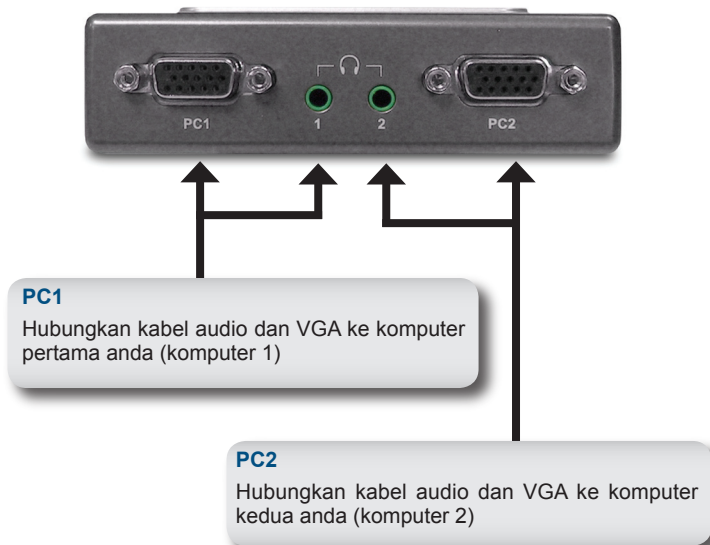 PC1
1
2
PC2
PC1
Hubungkan kabel audio dan VGA ke komputer
pertama anda (komputer 1)
PC2
Hubungkan kabel audio dan VGA ke komputer
kedua anda (komputer 2)